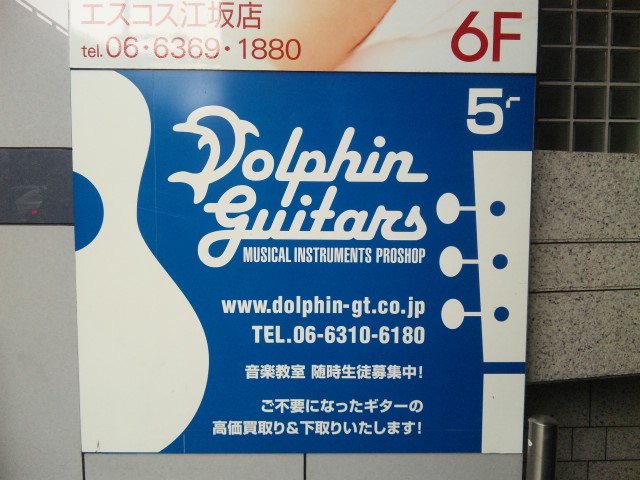 エスコス江坂店
tel. 06・6369・1880
6F
5F
Dolphin
Guitars
MUSICAL INSTRUMENTS PROSHOP
www.dolphin-gt.co.jp
TEL.06-6310-6180
音楽教室 随時生徒募集中!
ご不要になったギターの
高価買取り&下取りいたします!